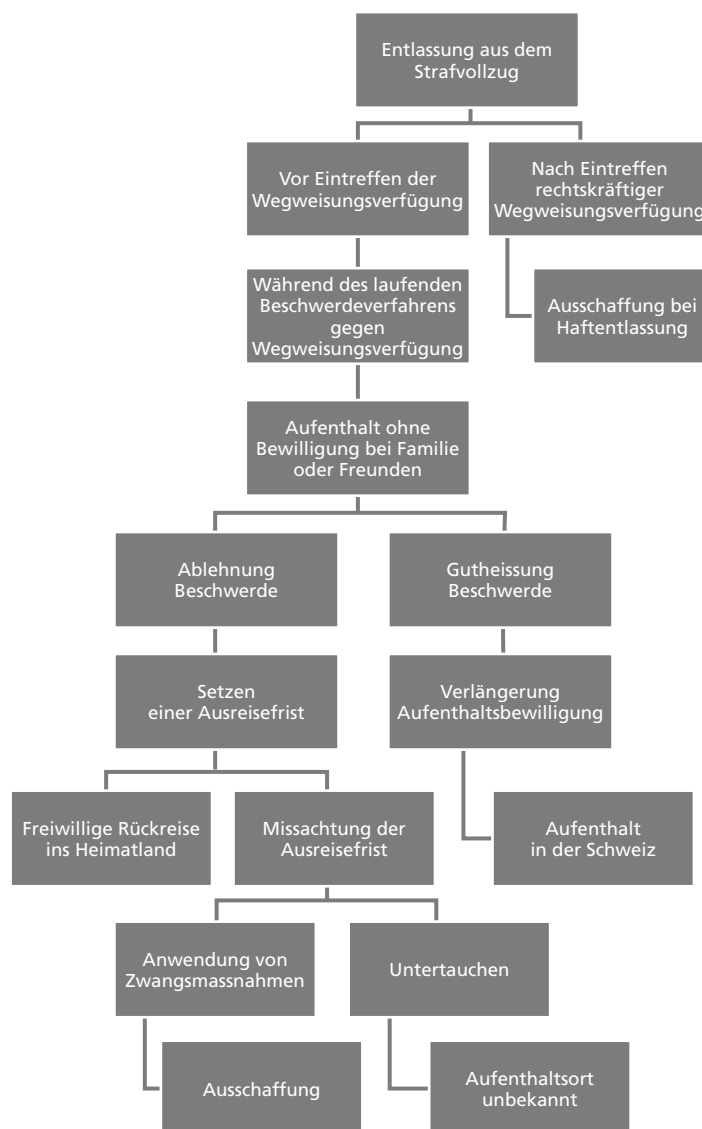 Entlassung aus dem
Strafvollzug
Vor Eintreffen der
Wegweisungsverfügung
Nach Eintreffen
rechtskräftiger
Wegweisungsverfügung
Während des laufenden
Beschwerdeverfahrens
gegen
Wegweisungsverfügung
Ausschaffung bei
Haftentlassung
Aufenthalt ohne
Bewilligung bei Familie
oder Freunden
Ablehnung
Beschwerde
Gutheissung
Beschwerde
Setzen
einer Ausreisefrist
Verlängerung
Aufenthaltsbewilligung
Freiwillige Rückreise
ins Heimatland
Missachtung der
Ausreisefrist
Aufenthalt
in der Schweiz
Anwendung von
Zwangsmassnahmen
Untertauchen
Ausschaffung
Aufenthaltsort
unbekannt